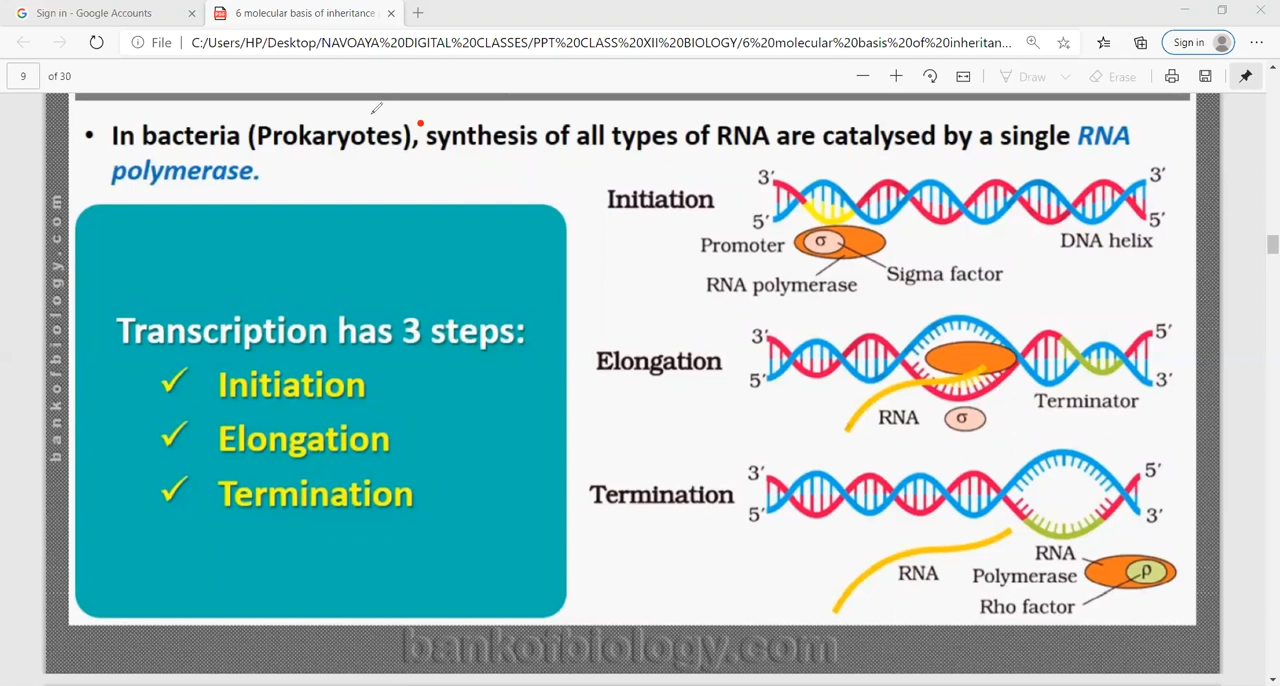 Sign in - Google Accounts
6 molecular basis of inheritance
File
C:/Users/HP/Desktop/NAVOAYA%20DIGITAL%20CLASSES/PPT%20CLASS%20XII%20BIOLOGY/6%20molecular%20basis%20of%20inheritan...
Sign in
9 of 30
Draw
Erase
• In bacteria (Prokaryotes), synthesis of all types of RNA are catalysed by a single RNA
polymerase.
Transcription has 3 steps:
✓ Initiation
✓ Elongation
✓ Termination
Initiation
3′
5′
3′
5′
Promoter
σ
DNA helix
RNA polymerase
Sigma factor
Elongation
3′
5′
5′
3′
RNA
σ
Terminator
Termination
3′
5′
5′
3′
RNA
RNA
Polymerase
ρ
Rho factor
bankofbiology.com
bankofbiology.com